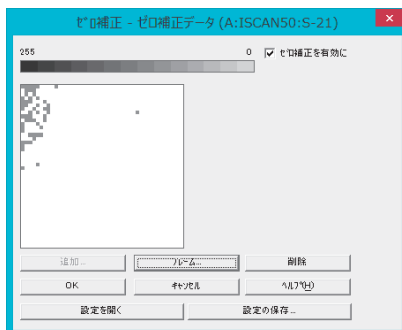 ｾﾞﾛ補正 - ゼロ補正データ (A:ISCAN50:S-21)
255 0 ｾﾞﾛ補正を有効に
追加...
ﾌﾚｰﾑ...
削除
OK
ｷｬﾝｾﾙ
ﾍﾙﾌﾟ(H)
設定を開く
設定の保存...